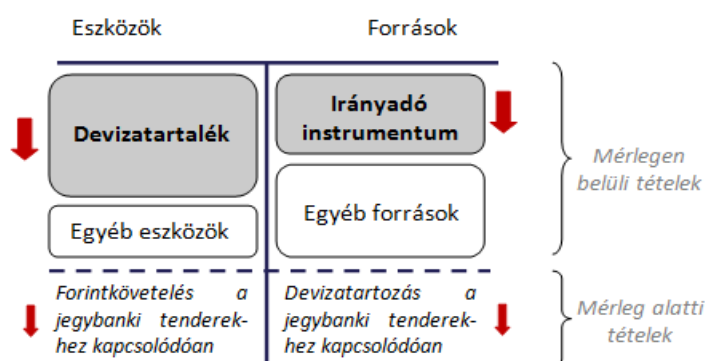 Eszközök
Források
Devizatartalék
Irányadó
instrumentum
Egyéb eszközök
Egyéb források
Mérlegen
belüli tételek
Forintkövetelés a
jegybanki tenderek-
hez kapcsolódóan
Devizatartozás a
jegybanki tenderek-
hez kapcsolódóan
Mérleg alatti
tételek